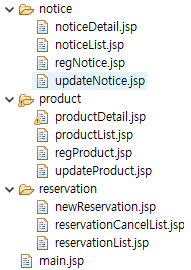 notice
noticeDetail.jsp
noticeList.jsp
regNotice.jsp
updateNotice.jsp
product
productDetail.jsp
productList.jsp
regProduct.jsp
updateProduct.jsp
reservation
newReservation.jsp
reservationCancelList.jsp
reservationList.jsp
main.jsp